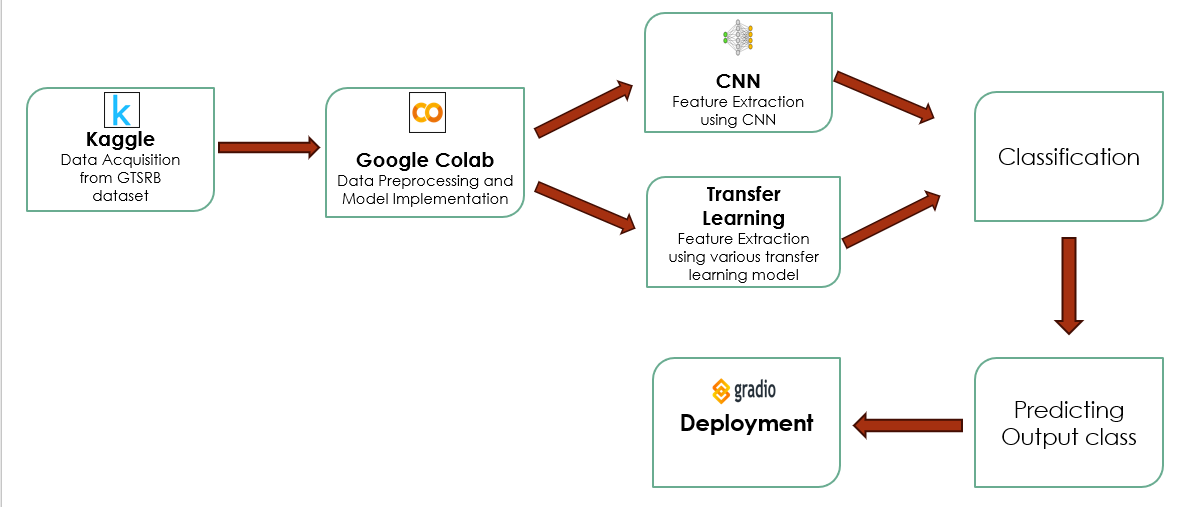 k
Kaggle
Data Acquisition
from GTSRB
dataset
CO
Google Colab
Data Preprocessing and
Model Implementation
CNN
Feature Extraction
using CNN
Transfer
Learning
Feature Extraction
using various transfer
learning model
Classification
Predicting
Output class
gradio
Deployment